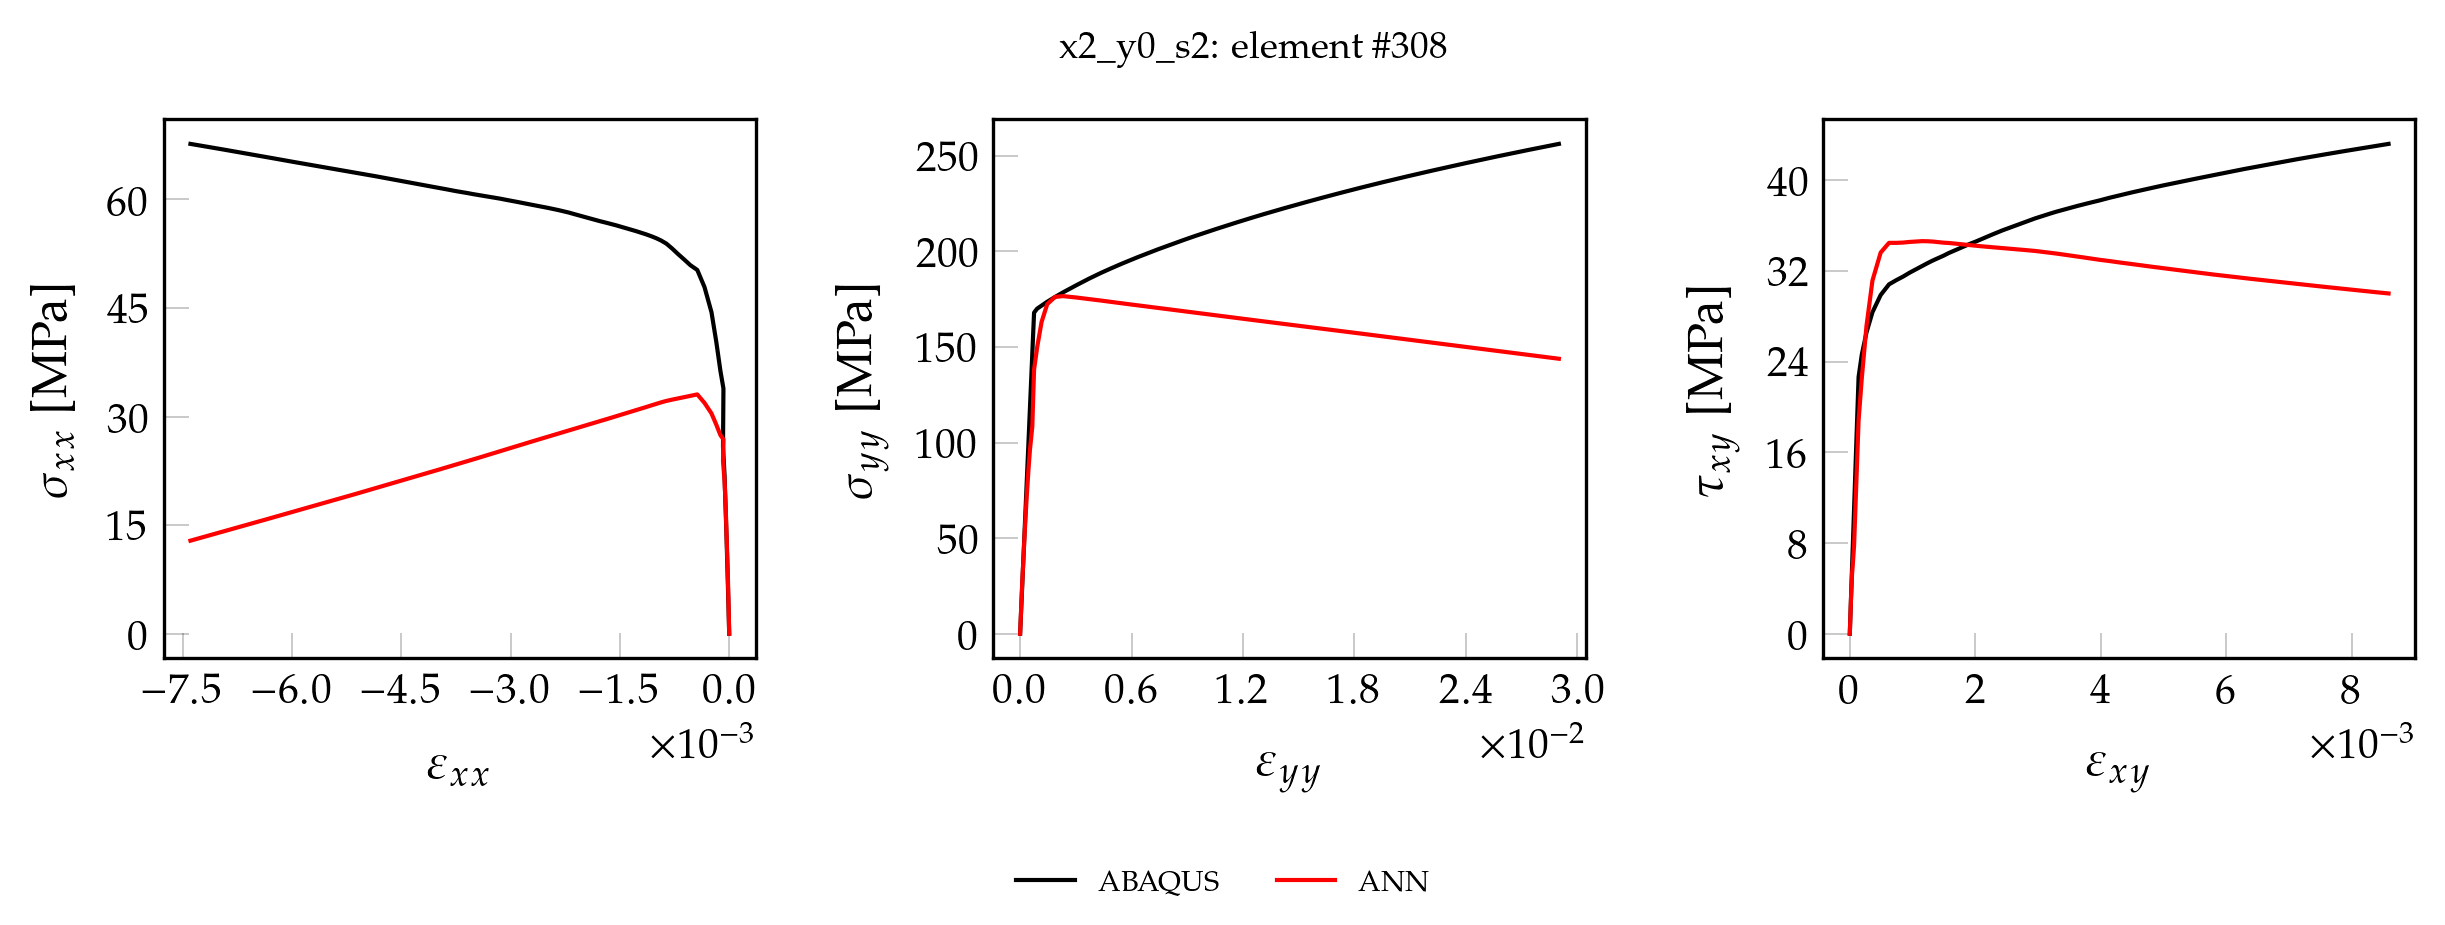 x2_y0_s2: element #308
σxx [MPa]
60
45
30
15
0
−7.5 −6.0 −4.5 −3.0 −1.5 0.0
×10−3
εxx
σyy [MPa]
250
200
150
100
50
0
0.0 0.6 1.2 1.8 2.4 3.0
×10−2
εyy
τxy [MPa]
40
32
24
16
8
0
0 2 4 6 8
×10−3
εxy
ABAQUS ANN